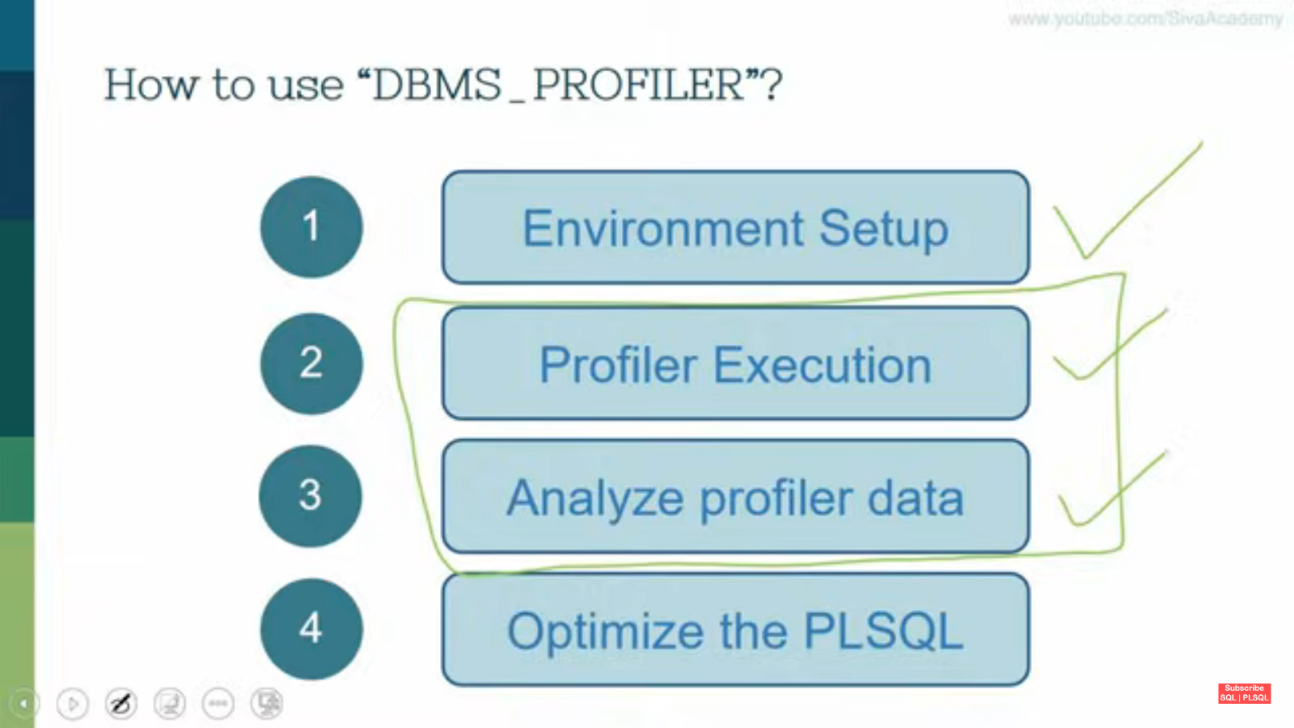 www.youtube.com/SivaAcademy
How to use “DBMS_PROFILER”?
1
Environment Setup
2
Profiler Execution
3
Analyze profiler data
4
Optimize the PLSQL
Subscribe
SQL | PLSQL